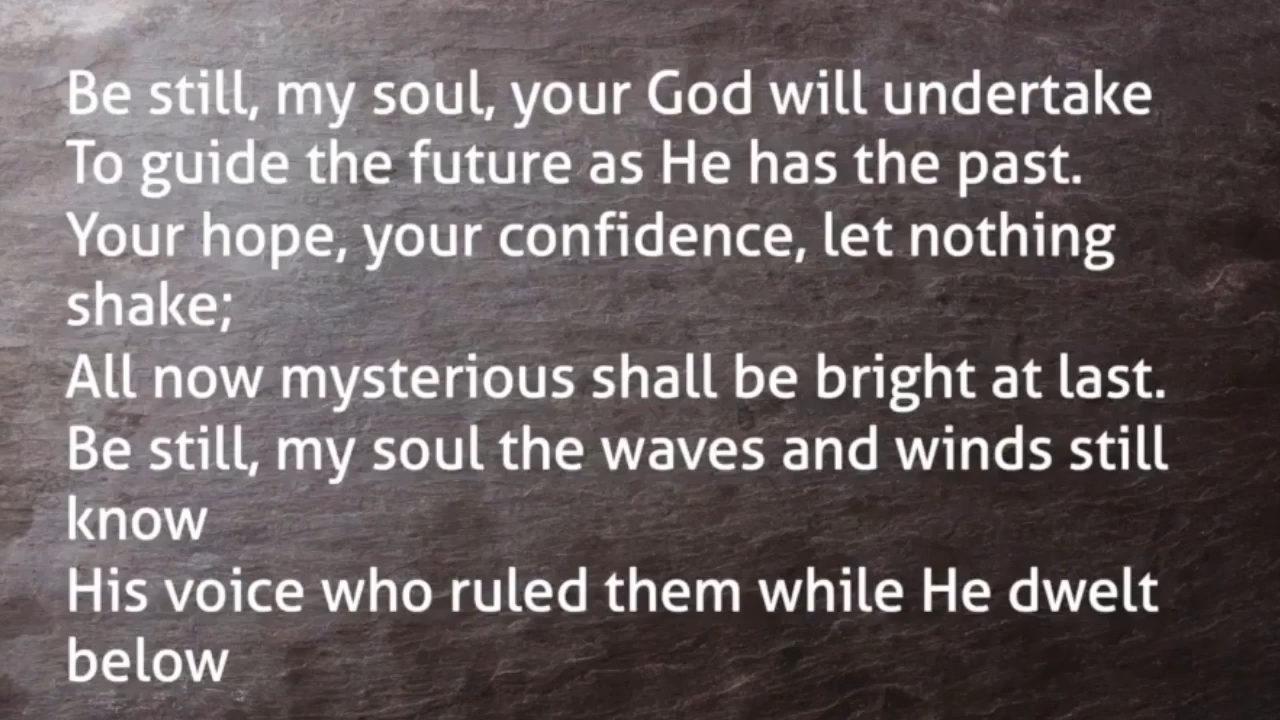 Be still, my soul, your God will undertake
To guide the future as He has the past.
Your hope, your confidence, let nothing
shake;
All now mysterious shall be bright at last.
Be still, my soul the waves and winds still
know
His voice who ruled them while He dwelt
below